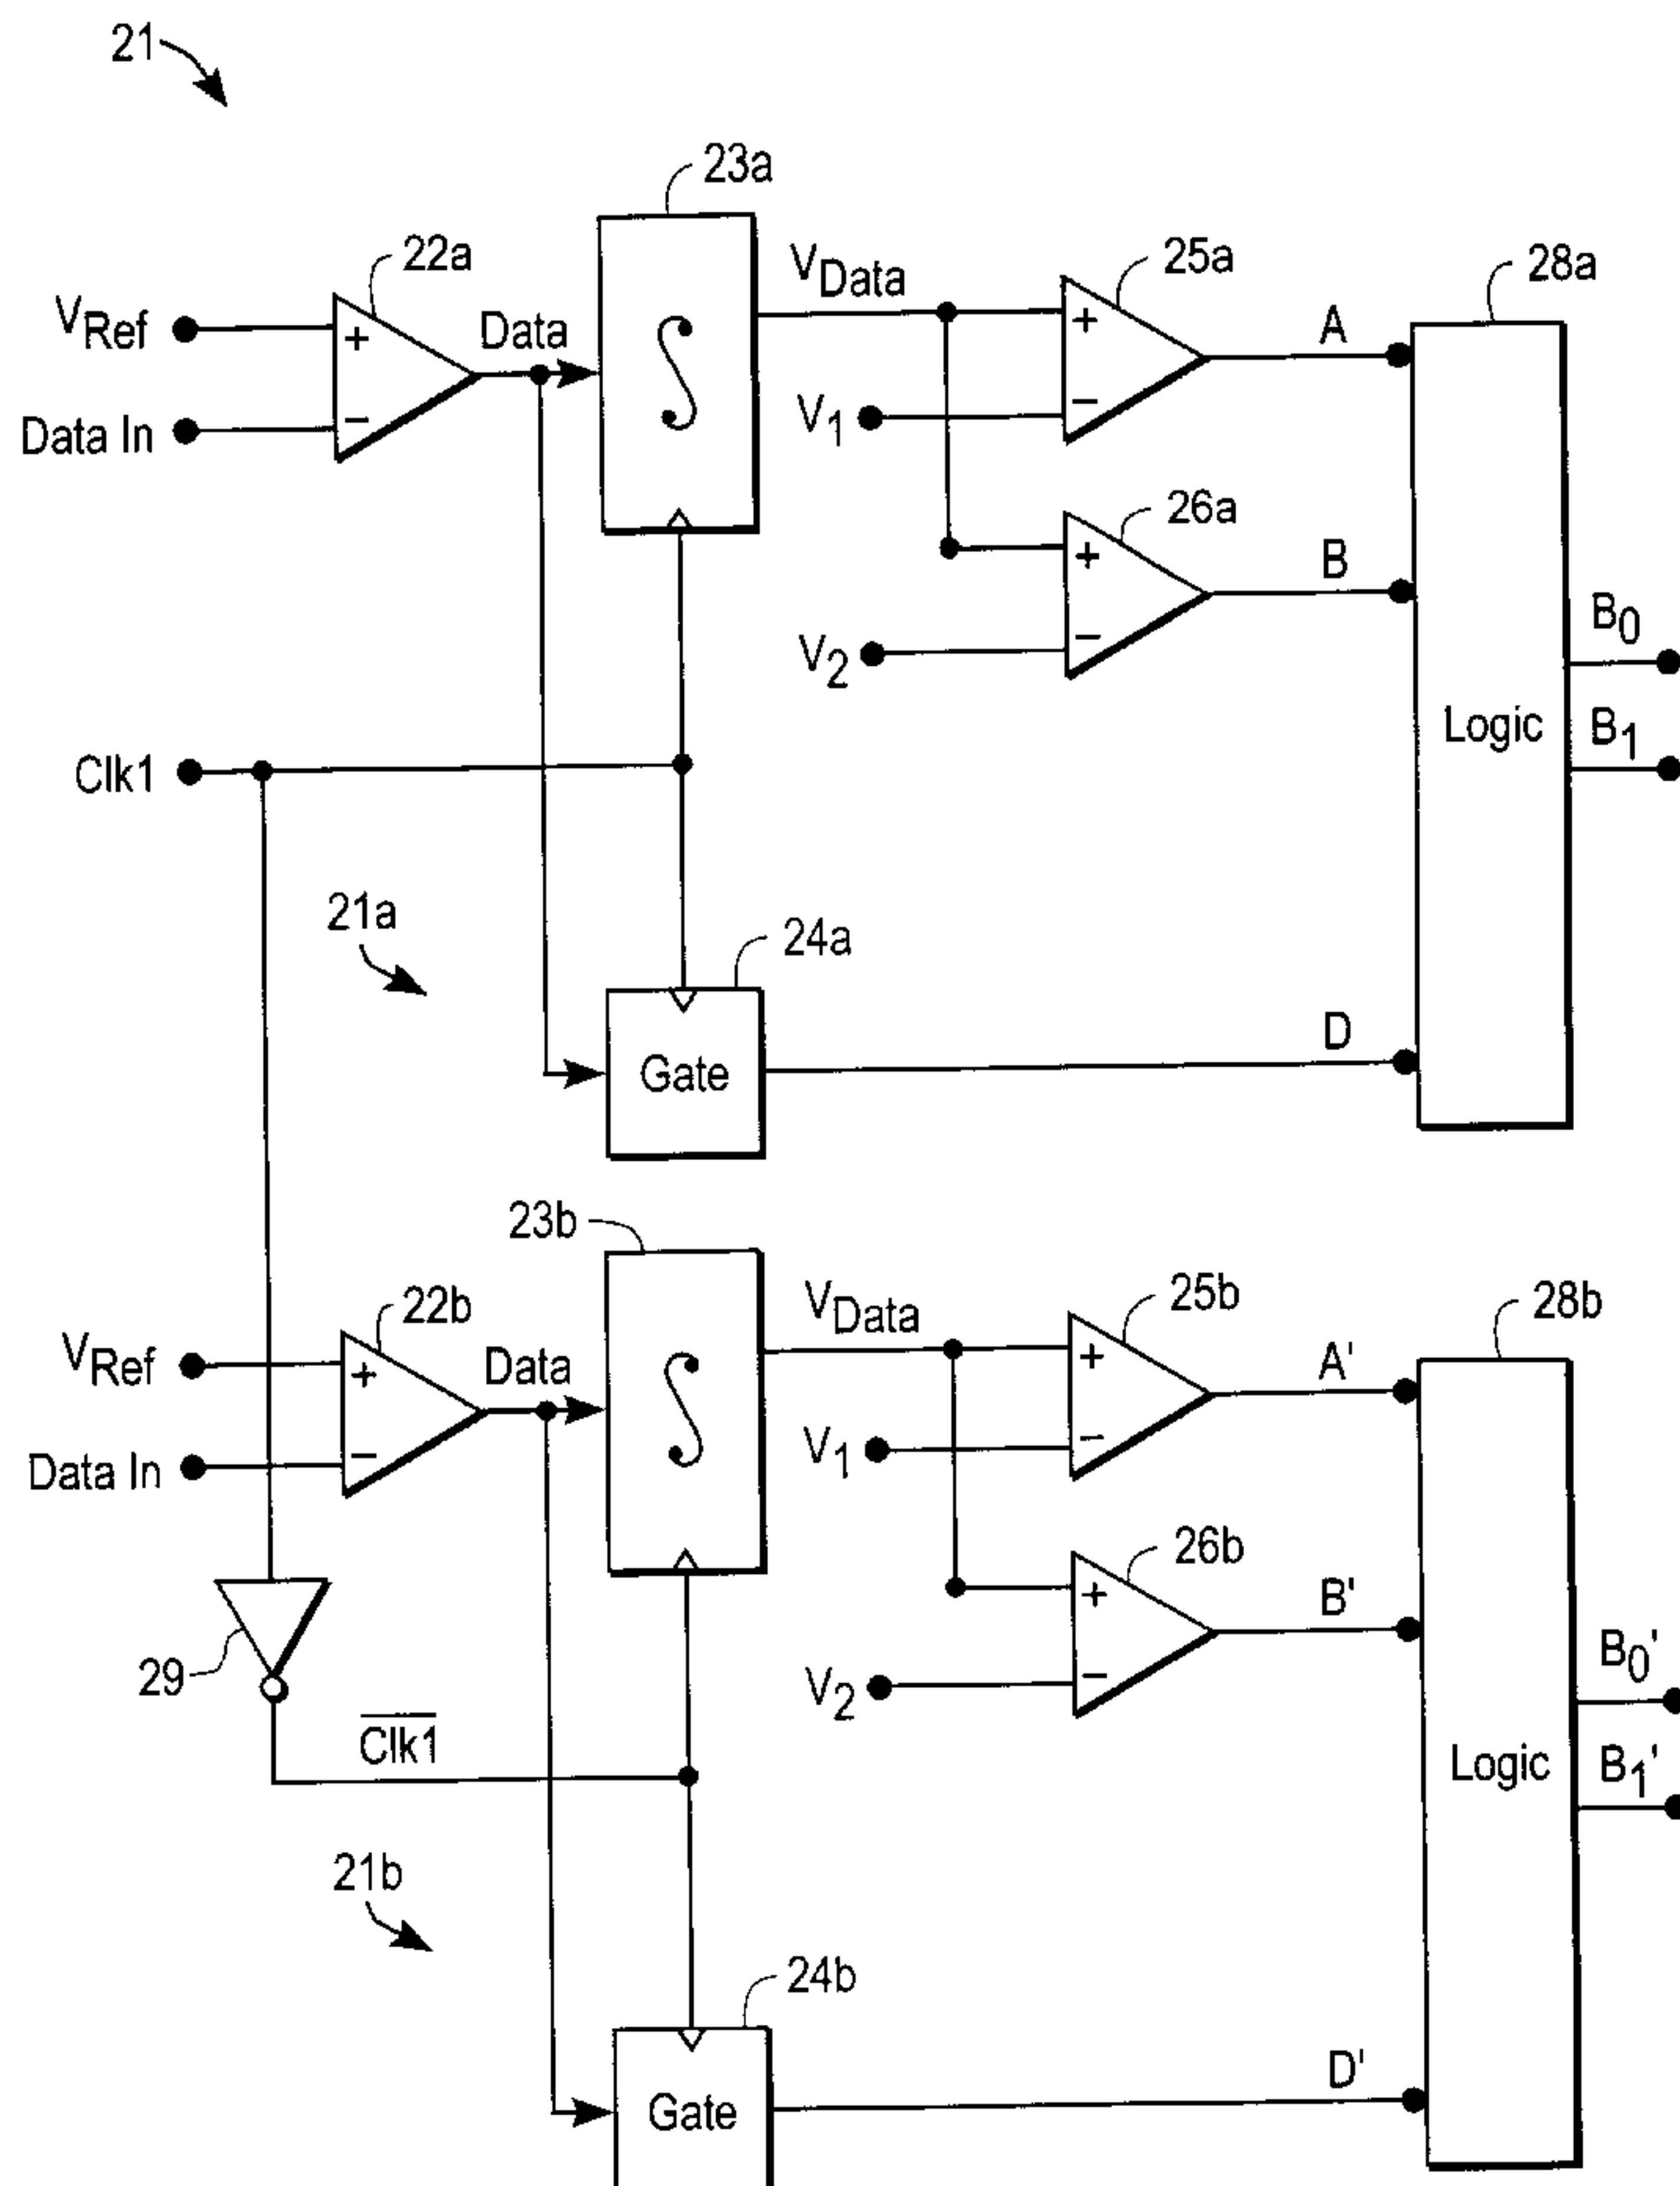 21
23a
22a
V_Ref
Data
V_Data
25a
28a
A
Data In
V_1
26a
B
V_2
B_0
Logic
B_1
Clk1
21a
24a
Gate
D
23b
22b
V_Ref
Data
V_Data
25b
28b
A'
Data In
V_1
26b
B'
29
V_2
B_0'
Clk1
Logic
B_1'
21b
24b
Gate
D'